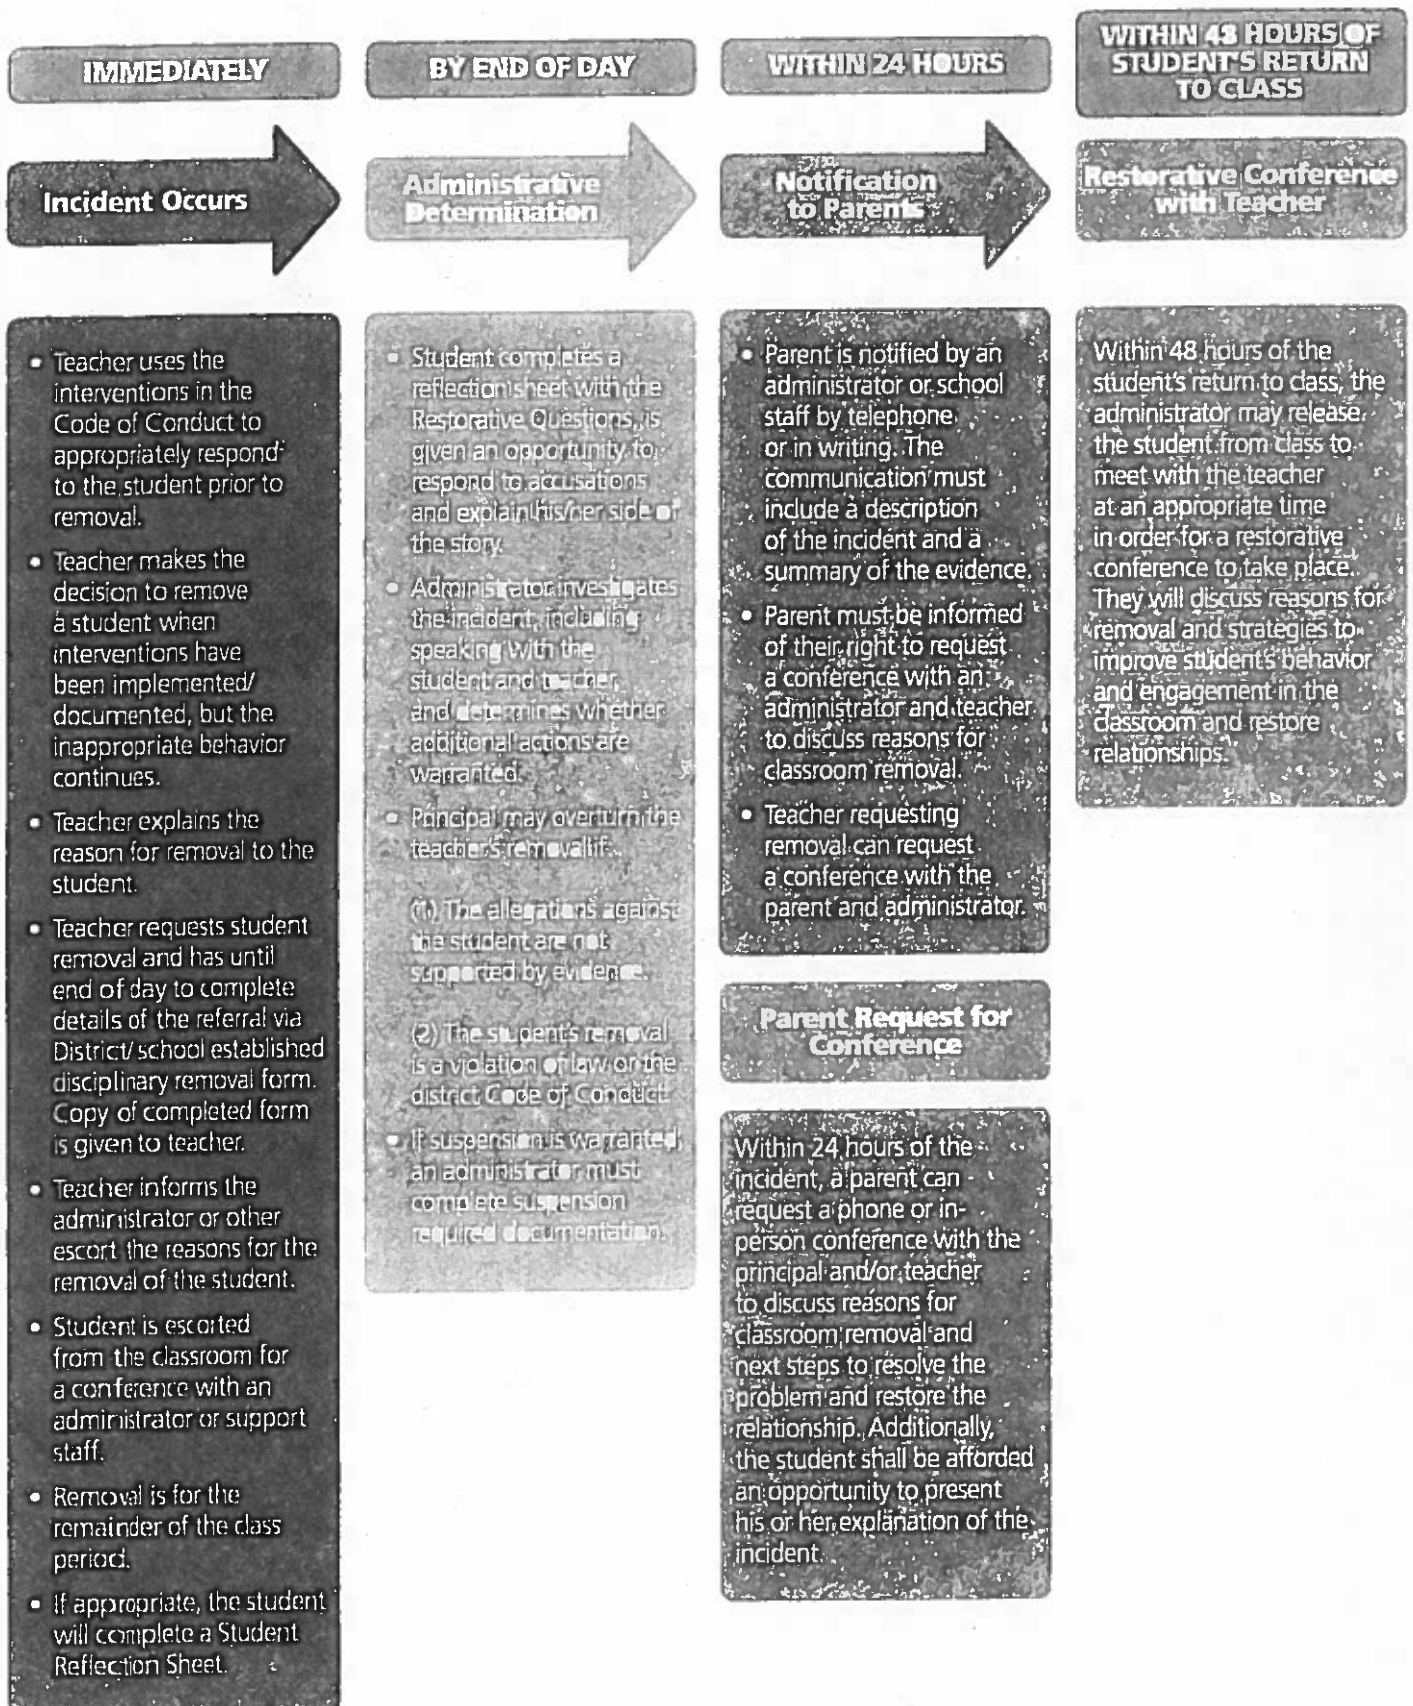 IMMEDIATELY
Incident Occurs
• Teacher uses the
interventions in the
Code of Conduct to
appropriately respond
to the student prior to
removal.
• Teacher makes the
decision to remove
a student when
interventions have
been implemented/
documented, but the
inappropriate behavior
continues.
• Teacher explains the
reason for removal to the
student.
• Teacher requests student
removal and has until
end of day to complete
details of the referral via
District/school established
disciplinary removal form.
Copy of completed form
is given to teacher.
• Teacher informs the
administrator or other
escort the reasons for the
removal of the student.
• Student is escorted
from the classroom for
a conference with an
administrator or support
staff.
• Removal is for the
remainder of the class
period.
• If appropriate, the student
will complete a Student
Reflection Sheet.
BY END OF DAY
Administrative
Determination
• Student completes a
reflection sheet with the
Restorative Questions, is
given an opportunity to
respond to accusations
and explain his/her side of
the story.
• Administrator investigates
the incident, including
speaking with the
student and teacher,
and determines whether
additional actions are
warranted.
• Principal may overturn the
teacher's removal if:
(1) The allegations against
the student are not
supported by evidence.
(2) The student's removal
is a violation of law or the
district Code of Conduct.
• If suspension is warranted,
an administrator must
complete suspension
required documentation.
WITHIN 24 HOURS
Notification
to Parents
• Parent is notified by an
administrator or school
staff by telephone
or in writing. The
communication must
include a description
of the incident and a
summary of the evidence.
• Parent must be informed
of their right to request
a conference with an
administrator and teacher
to discuss reasons for
classroom removal.
• Teacher requesting
removal can request
a conference with the
parent and administrator.
Parent Request for
Conference
Within 24 hours of the
incident, a parent can
request a phone or in-
person conference with the
principal and/or teacher
to discuss reasons for
classroom removal and
next steps to resolve the
problem and restore the
relationship. Additionally,
the student shall be afforded
an opportunity to present
his or her explanation of the
incident.
WITHIN 48 HOURS OF
STUDENT'S RETURN
TO CLASS
Restorative Conference
with Teacher
Within 48 hours of the
student's return to class, the
administrator may release
the student from class to
meet with the teacher
at an appropriate time
in order for a restorative
conference to take place.
They will discuss reasons for
removal and strategies to
improve student's behavior
and engagement in the
classroom and restore
relationships.